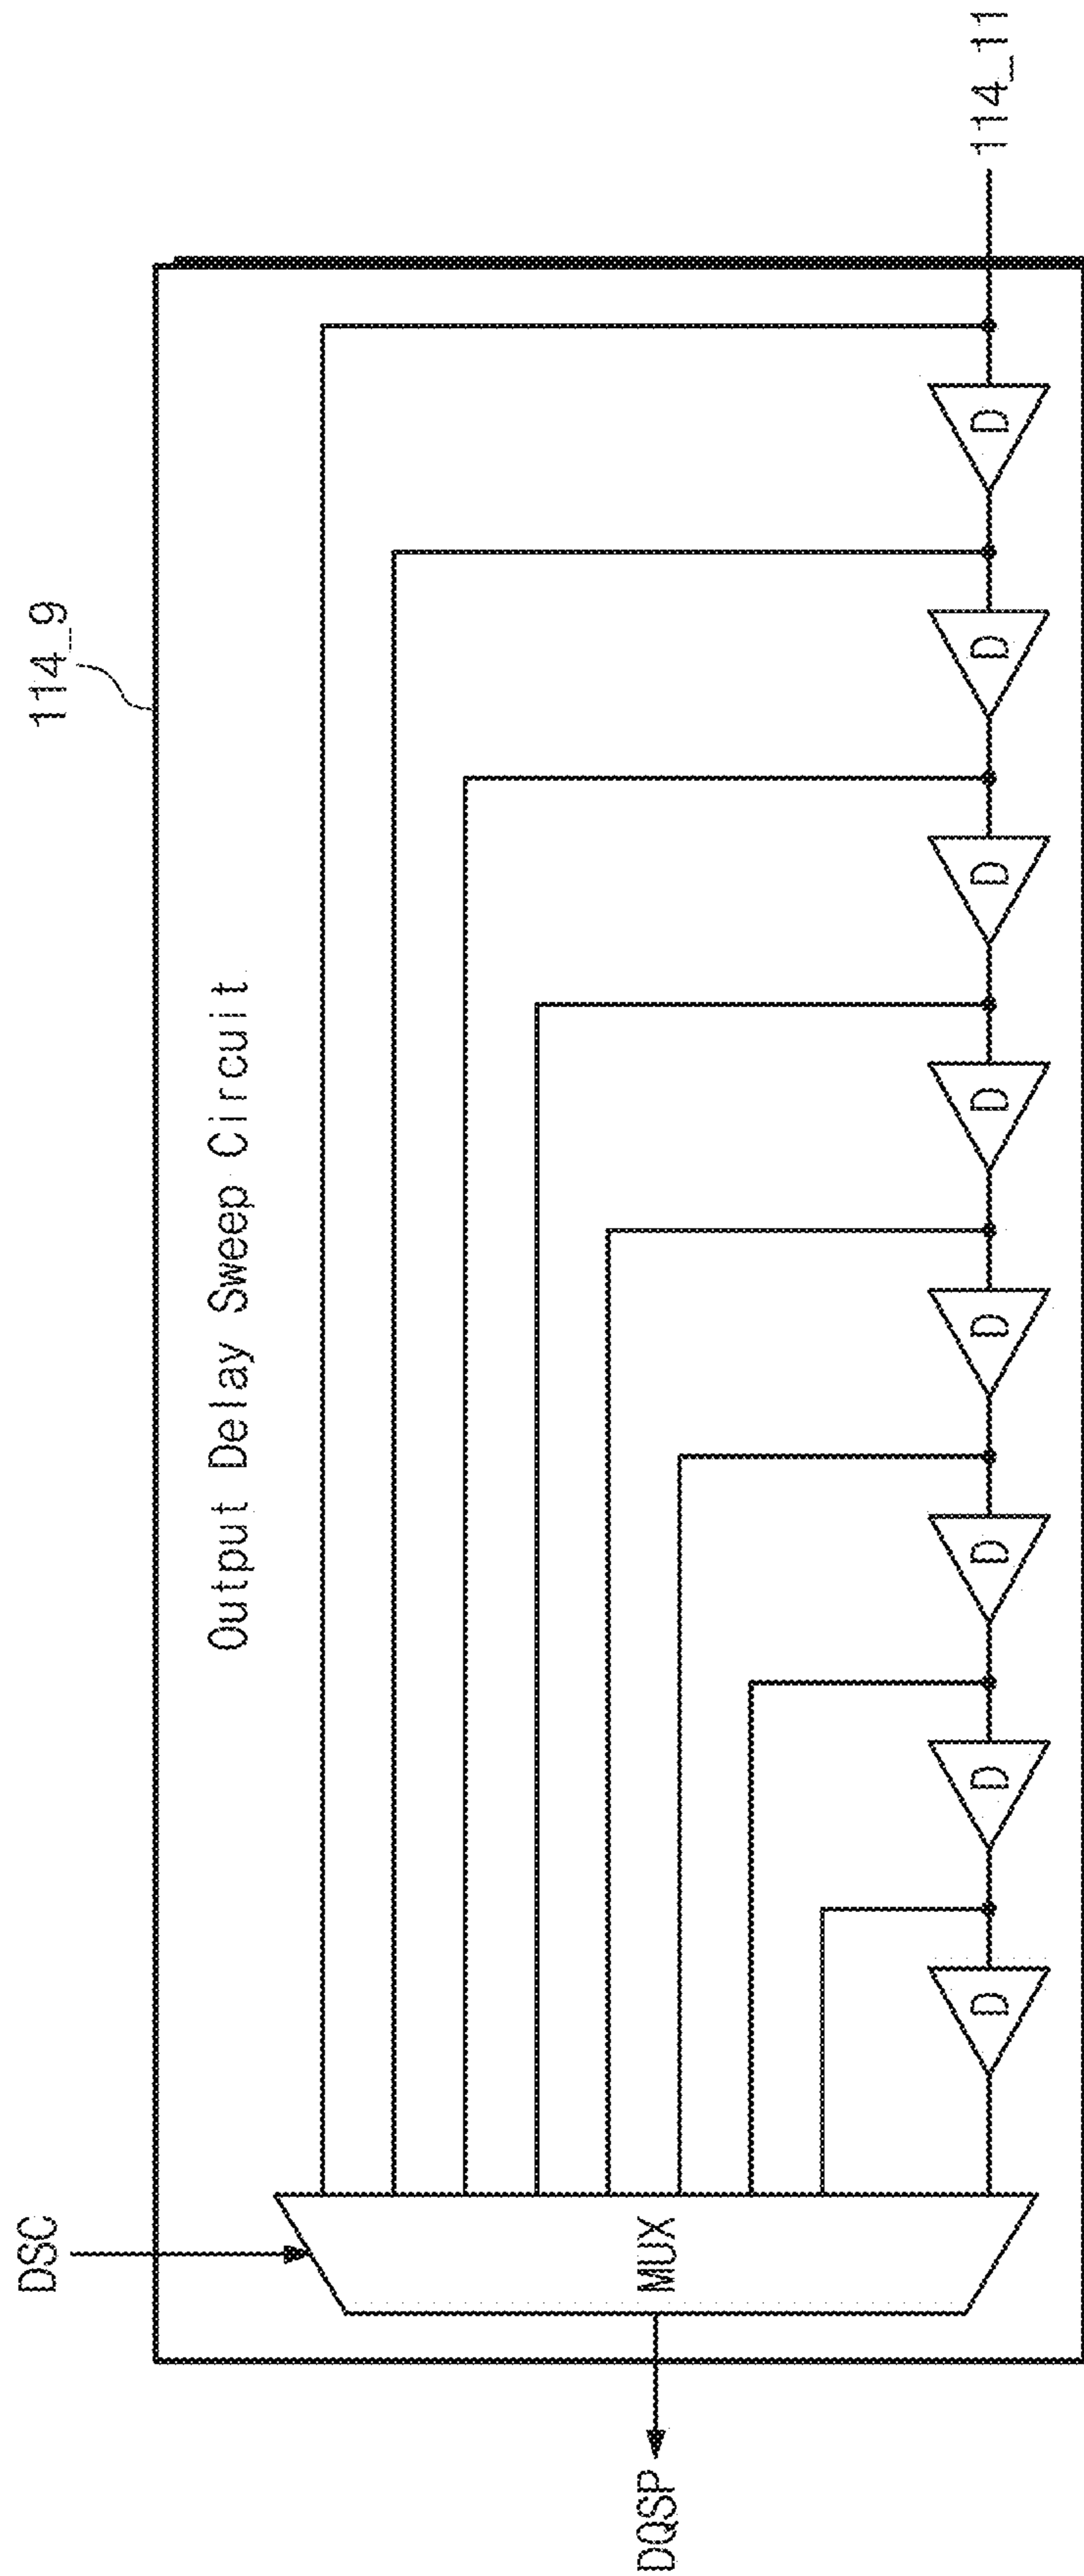 114_9
Output Delay Sweep Circuit
DSC
MUX
DQSP
D
D
D
D
D
D
D
D
114_11